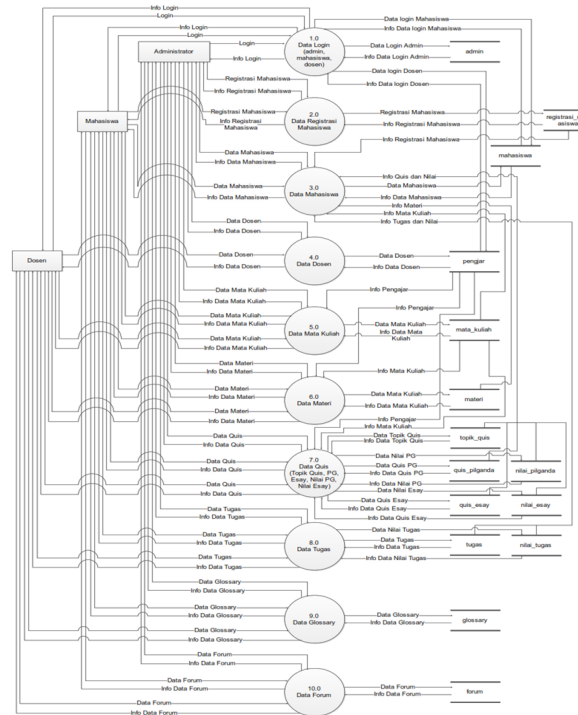 Info Login
Login
Info Login
Login
Administrator
Login
Info Login
1.0
Data Login
(admin,
mahasiswa,
dosen)
Data login Mahasiswa
Info Data login Mahasiswa
Data Login Admin
Info Data Login Admin
admin
Data login Dosen
Info Data login Dosen
Registrasi Mahasiswa
Info Registrasi Mahasiswa
Mahasiswa
Registrasi Mahasiswa
Info Registrasi
Mahasiswa
2.0
Data Registrasi
Mahasiswa
Registrasi Mahasiswa
Info Registrasi Mahasiswa
Info Registrasi Mahasiswa
asiswa
mahasiswa
Data Mahasiswa
Info Data Mahasiswa
Data Mahasiswa
Info Data Mahasiswa
3.0
Data Mahasiswa
Info Quis dan Nilai
Data Mahasiswa
Info Data Mahasiswa
Info Materi
Info Mata Kuliah
Info Tugas dan Nilai
Data Dosen
Info Data Dosen
Dosen
Data Dosen
Info Data Dosen
4.0
Data Dosen
Data Dosen
Info Data Dosen
pengjar
Data Mata Kuliah
Info Data Mata Kuliah
Data Mata Kuliah
Info Data Mata Kuliah
Data Mata Kuliah
Info Data Mata Kuliah
5.0
Data Mata Kuliah
Info Pengajar
Info Pengajar
Data Mata Kuliah
Info Data Mata
Kuliah
mata_kuliah
Data Materi
Info Data Materi
Data Materi
Info Data Materi
Data Materi
Info Data Materi
6.0
Data Materi
Info Mata Kuliah
Data Mata Kuliah
Info Data Mata Kuliah
materi
Info Pengajar
Info Mata Kuliah
Data Topik Quis
Info Data Topik Quis
topik_quis
Data Quis
Info Data Quis
Data Quis
Info Data Quis
Data Quis
Info Data Quis
7.0
Data Quis
(Topik Quis, PG,
Esay, Nilai PG,
Nilai Esay)
Data Nilai PG
Data Quis PG
Info Data Quis PG
Info Data Nilai PG
Data Nilai Esay
quis_pilganda
nilai_pilganda
Data Quis Esay
Info Data Quis Esay
Info Data Quis Esay
quis_esay
nilai_esay
Data Tugas
Info Data Tugas
Data Tugas
Info Data Tugas
Data Tugas
Info Data Tugas
8.0
Data Tugas
Data Nilai Tugas
Data Tugas
Info Data Tugas
Info Data Nilai Tugas
tugas
nilai_tugas
Data Glossary
Info Data Glossary
Data Glossary
Info Data Glossary
Data Glossary
Info Data Glossary
9.0
Data Glossary
Data Glossary
Info Data Glossary
glossary
Data Forum
Info Data Forum
Data Forum
Info Data Forum
Data Forum
Info Data Forum
10.0
Data Forum
Data Forum
Info Data Forum
forum